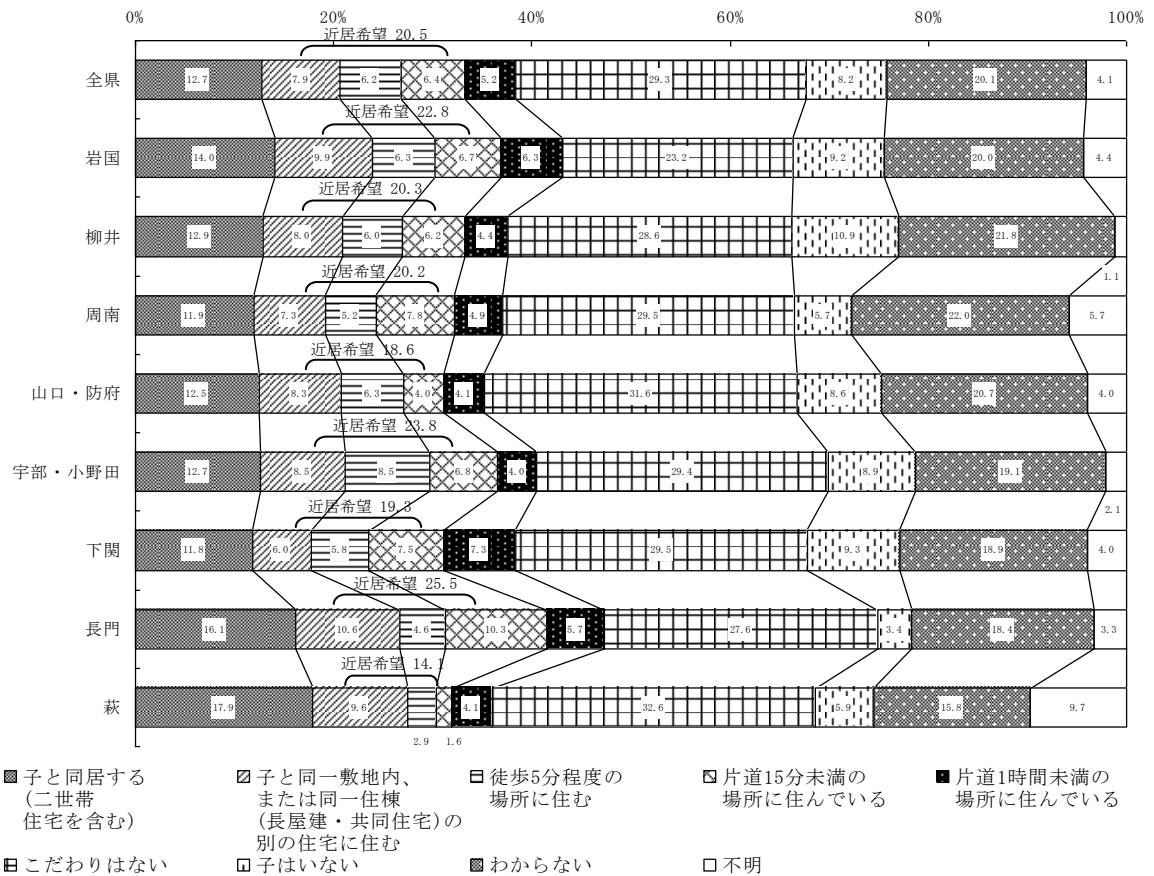 0% 20% 40% 60% 80% 100%
近居希望 20.5
全県 12.7 7.9 6.2 6.4 5.2 29.3 8.2 20.1 4.1
近居希望 22.8
岩国 14.0 9.9 6.3 6.7 6.3 23.2 9.2 20.0 4.4
近居希望 20.3
柳井 12.9 8.0 6.0 6.2 4.4 28.6 10.9 21.8
近居希望 20.2 1.1
周南 11.9 7.3 5.2 7.8 4.9 29.5 5.7 22.0 5.7
近居希望 18.6
山口・防府 12.5 8.3 6.3 4.0 4.1 31.6 8.6 20.7 4.0
近居希望 23.8
宇部・小野田 12.7 8.5 8.5 6.8 4.0 29.4 8.9 19.1
近居希望 19.3 2.1
下関 11.8 6.0 5.8 7.5 7.3 29.5 9.3 18.9 4.0
近居希望 25.5
長門 16.1 10.6 4.6 10.3 5.7 27.6 3.4 18.4 3.3
近居希望 14.1
萩 17.9 9.6 4.1 32.6 5.9 15.8 9.7
2.9 1.6
子と同居する
(二世帯
住宅を含む)
子と同一敷地内、
または同一住棟
(長屋建・共同住宅)の
別の住宅に住む
徒歩5分程度の
場所に住む
片道15分未満の
場所に住んでいる
片道1時間未満の
場所に住んでいる
こだわりはない
子はいない
わからない
不明